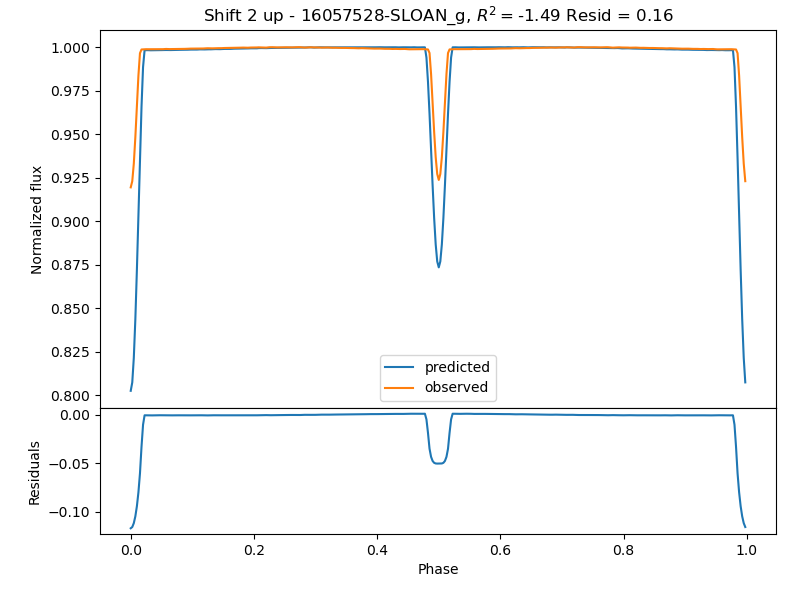 Shift 2 up - 16057528-SLOAN_g, R² = -1.49 Resid = 0.16
1.000
0.975
0.950
0.925
0.900
0.875
0.850
0.825
0.800
Normalized flux
predicted
observed
0.00
−0.05
−0.10
Residuals
0.0 0.2 0.4 0.6 0.8 1.0
Phase